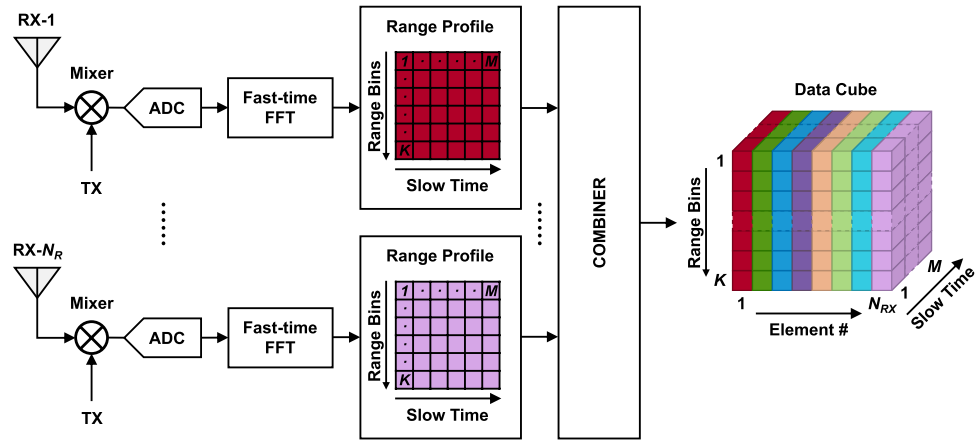 RX-1
Mixer
TX
ADC
Fast-time
FFT
Range Profile
Range Bins
1 · · · · M
K
Slow Time
RX-N_R
Mixer
TX
ADC
Fast-time
FFT
Range Profile
Range Bins
1 · · · · M
K
Slow Time
COMBINER
Data Cube
1
Range Bins
K
1
N_RX
Element #
1
M
Slow Time